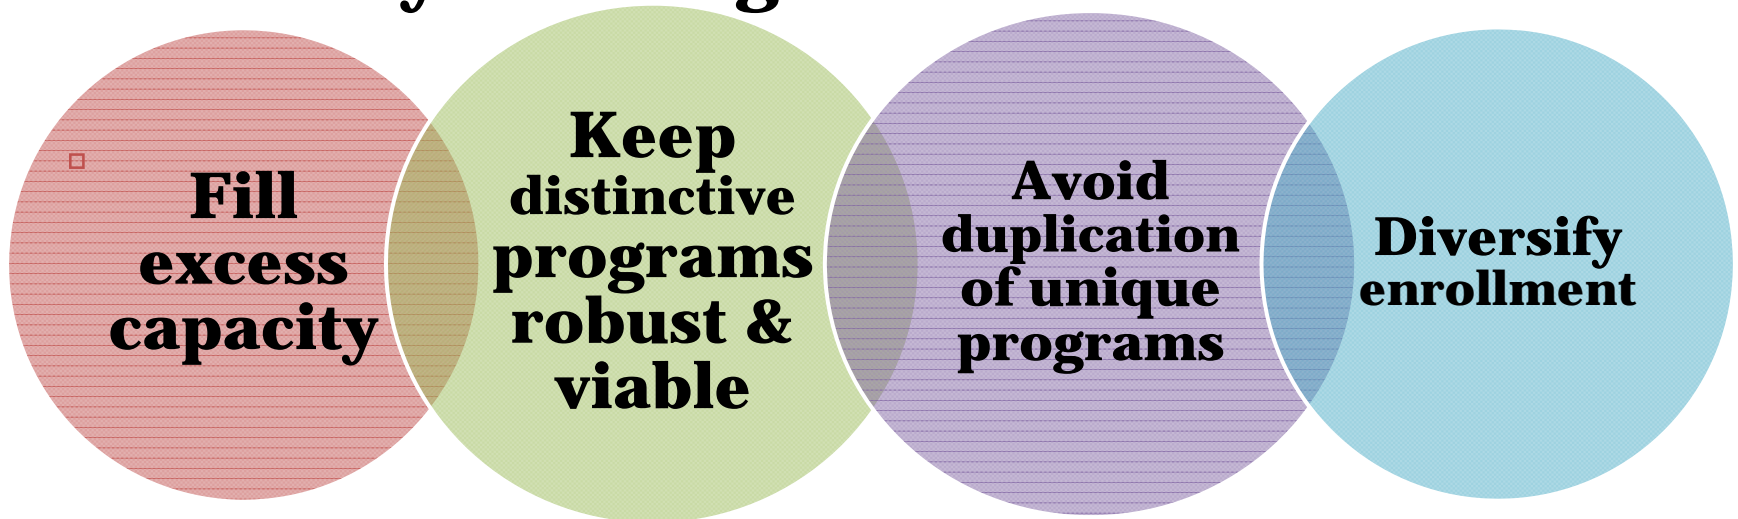 Fill
excess
capacity
Keep
distinctive
programs
robust &
viable
Avoid
duplication
of unique
programs
Diversify
enrollment